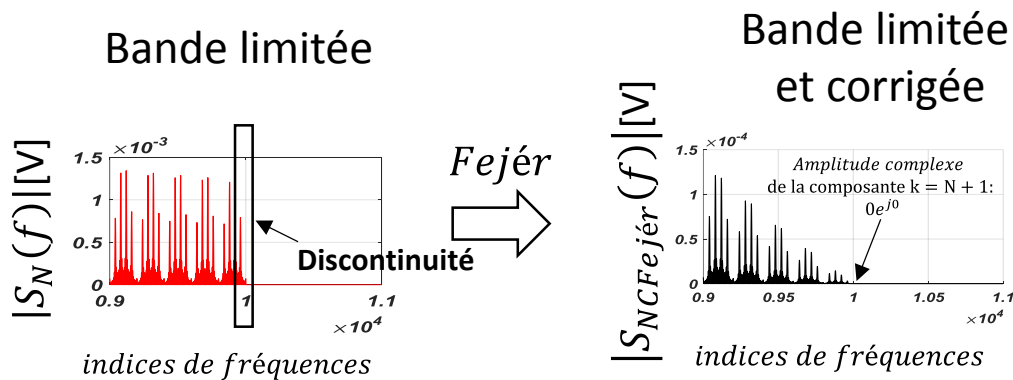 Bande limitée
|S_N(f)|[V]
×10⁻³
1.5
1
0.5
0
0.9
1
1.1
×10⁴
Discontinuité
indices de fréquences
Fejér
Bande limitée
et corrigée
|S_NCFejér(f)|[V]
×10⁻⁴
1.5
1
0.5
0
Amplitude complexe
de la composante k = N + 1:
0e^{j0}
0.9
0.95
1
1.05
1.1
×10⁴
indices de fréquences